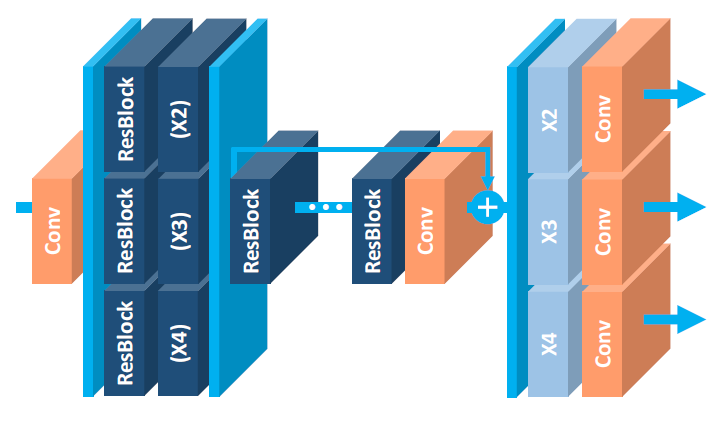 Conv
ResBlock
(X2)
ResBlock
(X3)
ResBlock
(X4)
ResBlock
ResBlock
Conv
X2
Conv
X3
Conv
X4
Conv